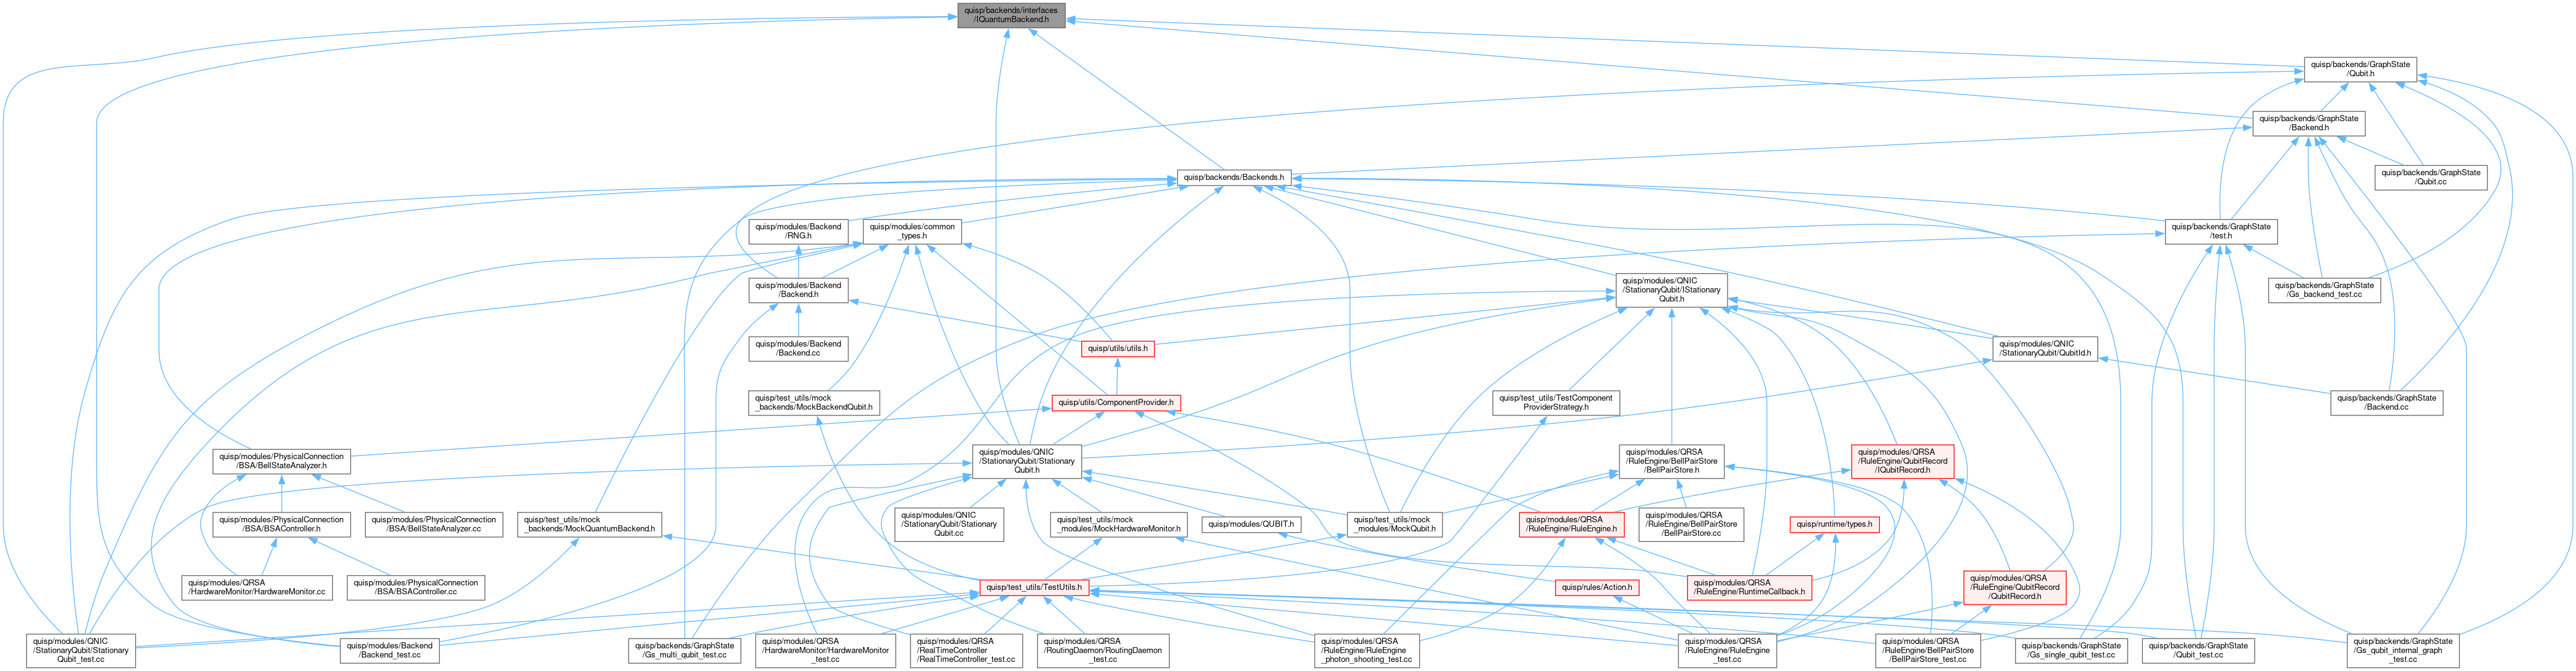 quisp/backends/interfaces
/IQuantumBackend.h
quisp/backends/GraphState
/Qubit.h
quisp/backends/GraphState
/Backend.h
quisp/backends/Backends.h
quisp/backends/GraphState
/Qubit.cc
quisp/modules/Backend
/RNG.h
quisp/modules/common
_types.h
quisp/backends/GraphState
/test.h
quisp/modules/Backend
/Backend.h
quisp/modules/QNIC
/StationaryQubit/IStationary
Qubit.h
quisp/backends/GraphState
/Gs_backend_test.cc
quisp/modules/Backend
/Backend.cc
quisp/utils/utils.h
quisp/modules/QNIC
/StationaryQubit/QubitId.h
quisp/test_utils/mock
_backends/MockBackendQubit.h
quisp/utils/ComponentProvider.h
quisp/test_utils/TestComponent
ProviderStrategy.h
quisp/backends/GraphState
/Backend.cc
quisp/modules/PhysicalConnection
/BSA/BellStateAnalyzer.h
quisp/modules/QNIC
/StationaryQubit/Stationary
Qubit.h
quisp/modules/QRSA
/RuleEngine/BellPairStore
/BellPairStore.h
quisp/modules/QRSA
/RuleEngine/QubitRecord
/IQubitRecord.h
quisp/modules/PhysicalConnection
/BSA/BSAController.h
quisp/modules/PhysicalConnection
/BSA/BellStateAnalyzer.cc
quisp/test_utils/mock
_backends/MockQuantumBackend.h
quisp/modules/QNIC
/StationaryQubit/Stationary
Qubit.cc
quisp/test_utils/mock
_modules/MockHardwareMonitor.h
quisp/modules/QUBIT.h
quisp/test_utils/mock
_modules/MockQubit.h
quisp/modules/QRSA
/RuleEngine/RuleEngine.h
quisp/modules/QRSA
/RuleEngine/BellPairStore
/BellPairStore.cc
quisp/runtime/types.h
quisp/modules/QRSA
/HardwareMonitor/HardwareMonitor.cc
quisp/modules/PhysicalConnection
/BSA/BSAController.cc
quisp/test_utils/TestUtils.h
quisp/rules/Action.h
quisp/modules/QRSA
/RuleEngine/RuntimeCallback.h
quisp/modules/QRSA
/RuleEngine/QubitRecord
/QubitRecord.h
quisp/modules/QNIC
/StationaryQubit/Stationary
Qubit_test.cc
quisp/modules/Backend
/Backend_test.cc
quisp/backends/GraphState
/Gs_multi_qubit_test.cc
quisp/modules/QRSA
/HardwareMonitor/HardwareMonitor
_test.cc
quisp/modules/QRSA
/RealTimeController
/RealTimeController_test.cc
quisp/modules/QRSA
/RoutingDaemon/RoutingDaemon
_test.cc
quisp/modules/QRSA
/RuleEngine/RuleEngine
_photon_shooting_test.cc
quisp/modules/QRSA
/RuleEngine/RuleEngine
_test.cc
quisp/modules/QRSA
/RuleEngine/BellPairStore
/BellPairStore_test.cc
quisp/backends/GraphState
/Gs_single_qubit_test.cc
quisp/backends/GraphState
/Qubit_test.cc
quisp/backends/GraphState
/Gs_qubit_internal_graph
_test.cc